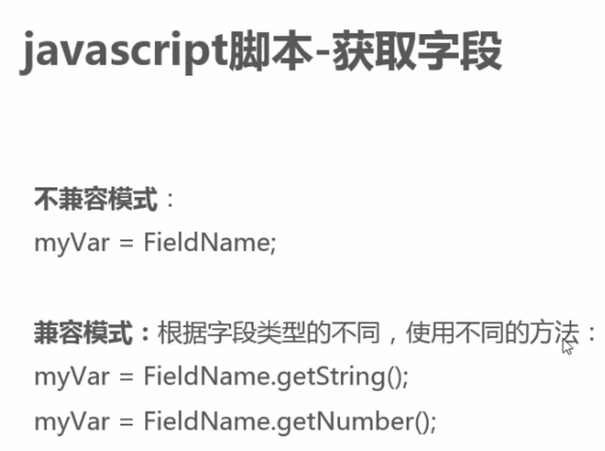 javascript脚本-获取字段
不兼容模式：
myVar = FieldName;
兼容模式：根据字段类型的不同，使用不同的方法：
myVar = FieldName.getString();
myVar = FieldName.getNumber();